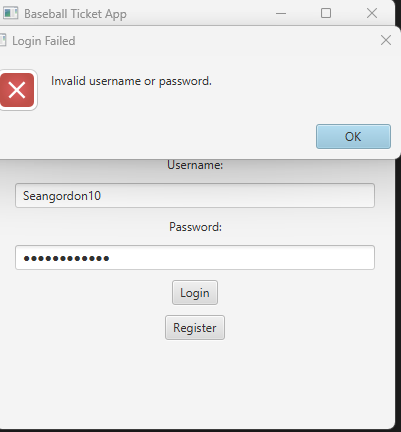 Baseball Ticket App
Login Failed
Invalid username or password.
OK
Username:
Seangordon10
Password:
●●●●●●●●●●●●
Login
Register